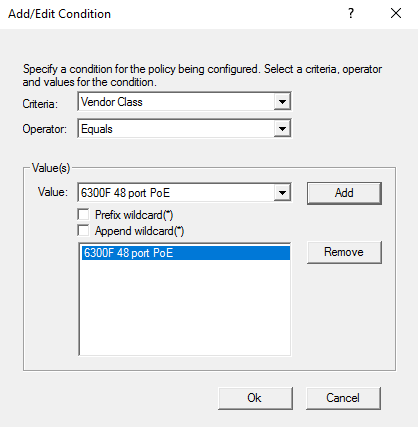 Add/Edit Condition
?
Specify a condition for the policy being configured. Select a criteria, operator
and values for the condition.
Criteria: Vendor Class
Operator: Equals
Value(s)
Value: 6300F 48 port PoE Add
Prefix wildcard(*)
Append wildcard(*)
6300F 48 port PoE Remove
Ok Cancel